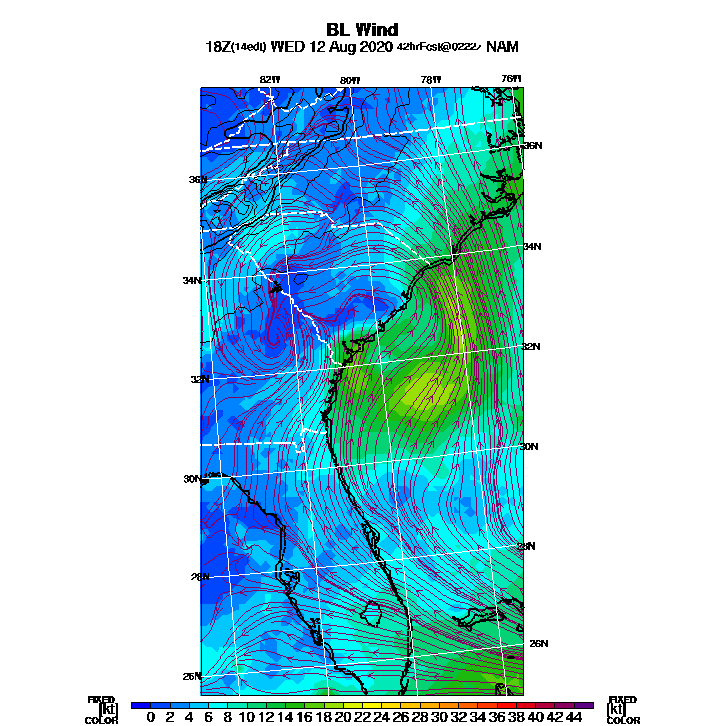 BL Wind
18Z(14edt) WED 12 Aug 2020 42hrFcst@0222z NAM
82W 80W 78W 76W
36N 36N
34N 34N
32N 32N
30N 30N
28N 28N
26N 26N
FIXED FIXED
[kt] 0 2 4 6 8 10 12 14 16 18 20 22 24 26 28 30 32 34 36 38 40 42 44 [kt]
COLOR COLOR